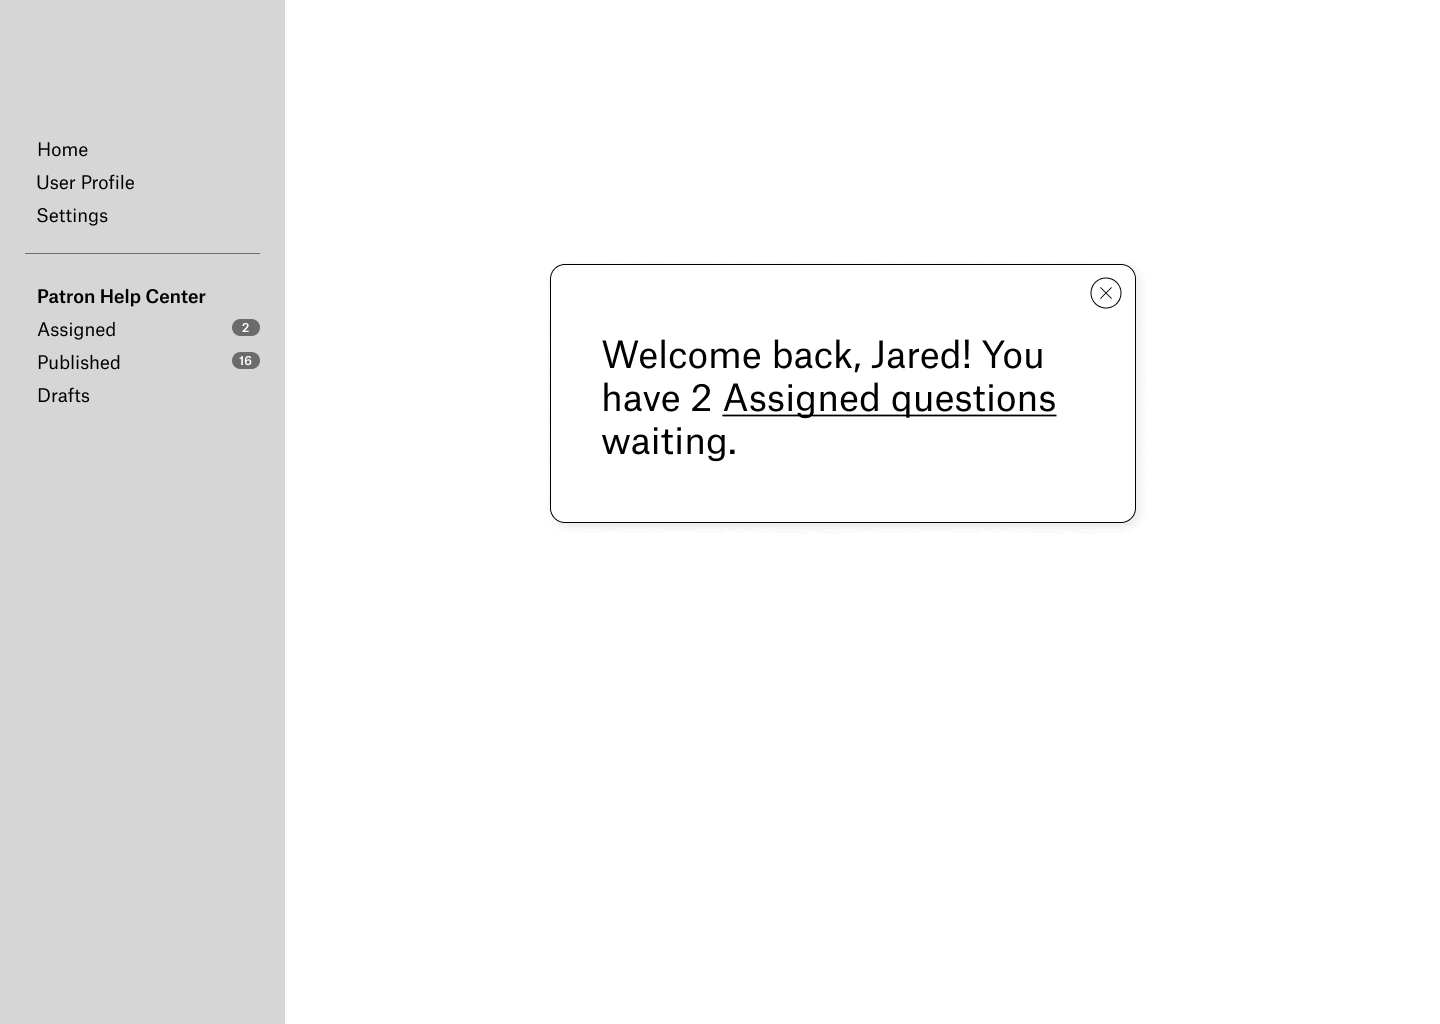 Home
User Profile
Settings
Patron Help Center
Assigned 2
Published 16
Drafts
Welcome back, Jared! You
have 2 Assigned questions
waiting.